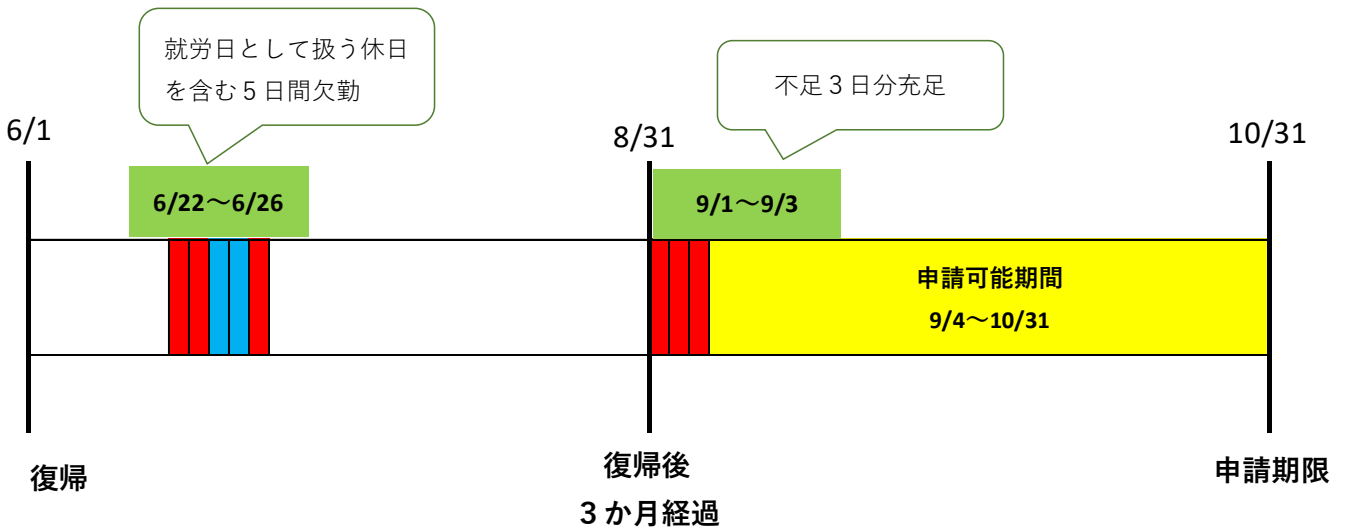 就労日として扱う休日
を含む５日間欠勤
不足３日分充足
6/1
8/31
10/31
6/22～6/26
9/1～9/3
申請可能期間
9/4～10/31
復帰
復帰後
３か月経過
申請期限